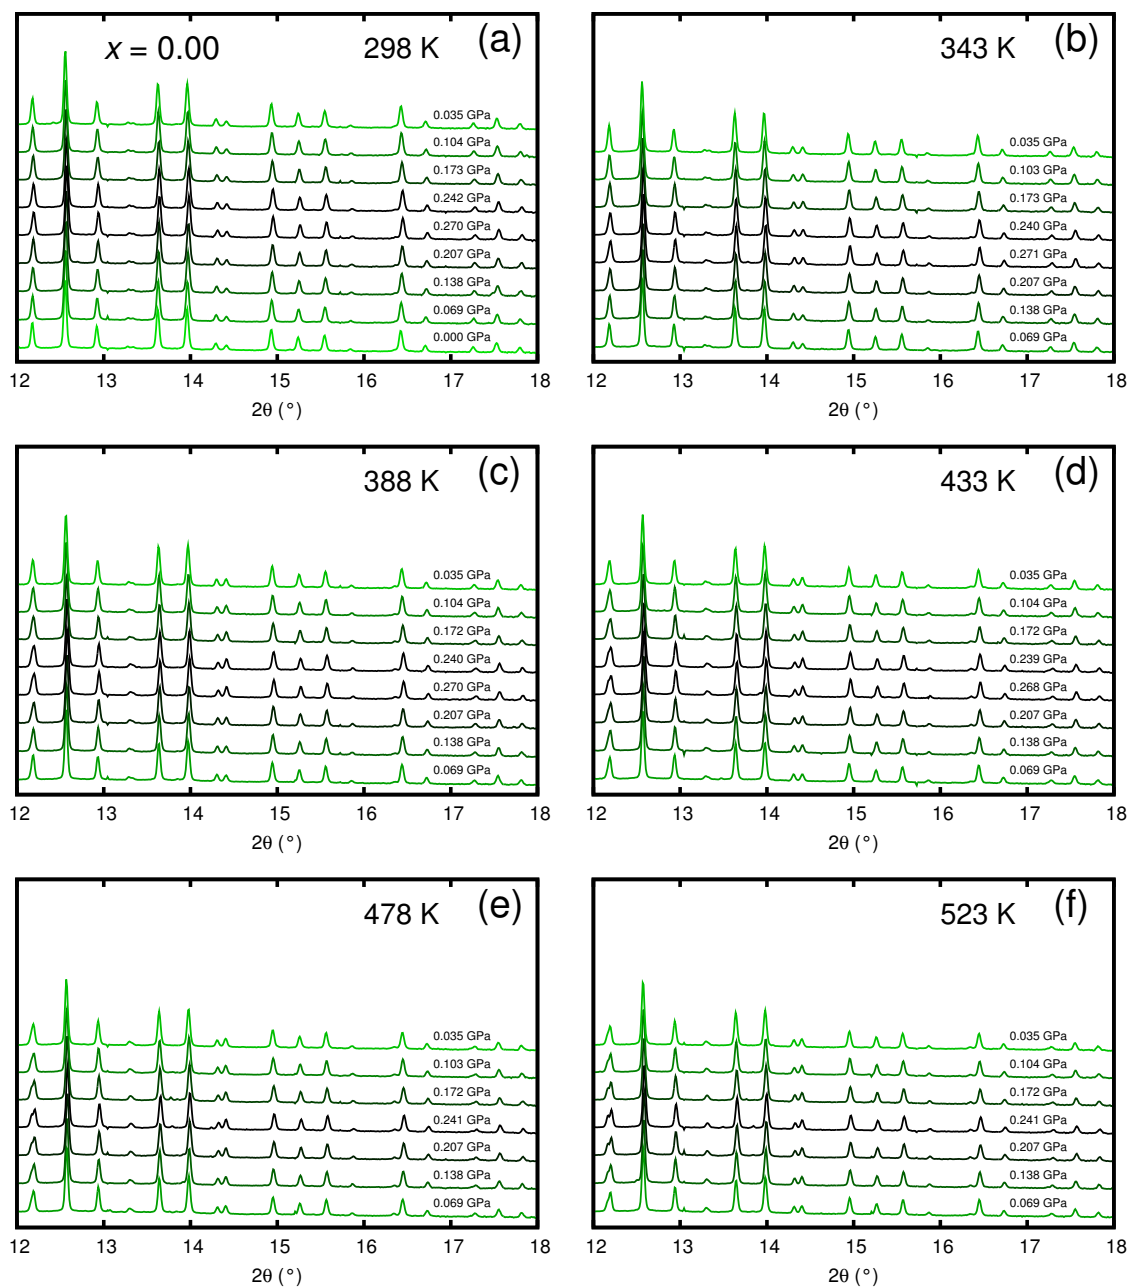 x = 0.00
298 K
(a)
0.035 GPa
0.104 GPa
0.173 GPa
0.242 GPa
0.270 GPa
0.207 GPa
0.138 GPa
0.069 GPa
0.000 GPa
12 13 14 15 16 17 18
2θ (°)
343 K
(b)
0.035 GPa
0.103 GPa
0.173 GPa
0.240 GPa
0.271 GPa
0.207 GPa
0.138 GPa
0.069 GPa
12 13 14 15 16 17 18
2θ (°)
388 K
(c)
0.035 GPa
0.104 GPa
0.172 GPa
0.240 GPa
0.270 GPa
0.207 GPa
0.138 GPa
0.069 GPa
12 13 14 15 16 17 18
2θ (°)
433 K
(d)
0.035 GPa
0.104 GPa
0.172 GPa
0.239 GPa
0.268 GPa
0.207 GPa
0.138 GPa
0.069 GPa
12 13 14 15 16 17 18
2θ (°)
478 K
(e)
0.035 GPa
0.103 GPa
0.172 GPa
0.241 GPa
0.207 GPa
0.138 GPa
0.069 GPa
12 13 14 15 16 17 18
2θ (°)
523 K
(f)
0.035 GPa
0.104 GPa
0.172 GPa
0.241 GPa
0.207 GPa
0.138 GPa
0.069 GPa
12 13 14 15 16 17 18
2θ (°)